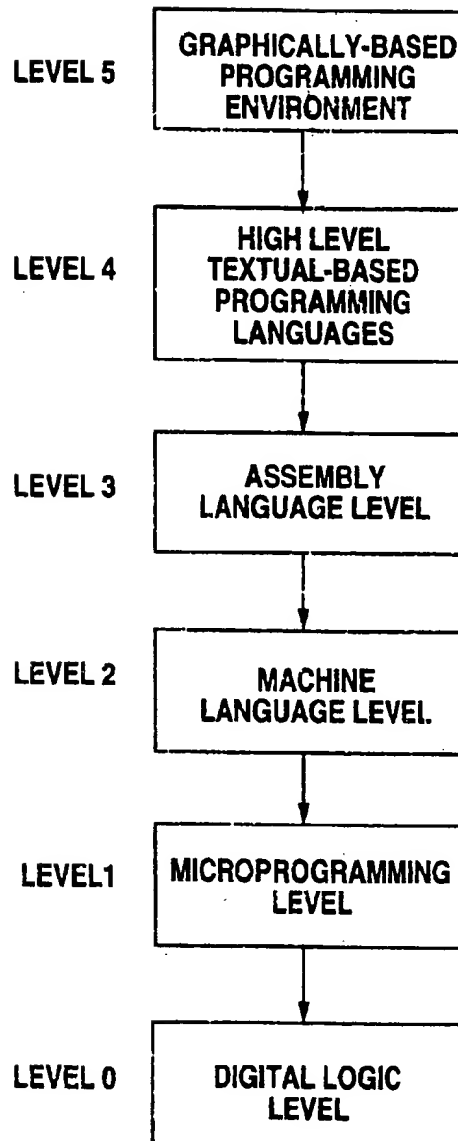 LEVEL 5
GRAPHICALLY-BASED
PROGRAMMING
ENVIRONMENT
LEVEL 4
HIGH LEVEL
TEXTUAL-BASED
PROGRAMMING
LANGUAGES
LEVEL 3
ASSEMBLY
LANGUAGE LEVEL
LEVEL 2
MACHINE
LANGUAGE LEVEL.
LEVEL1
MICROPROGRAMMING
LEVEL
LEVEL 0
DIGITAL LOGIC
LEVEL